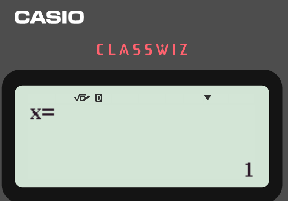 CASIO
CLASSWIZ
√▱ D ▼
x=
1